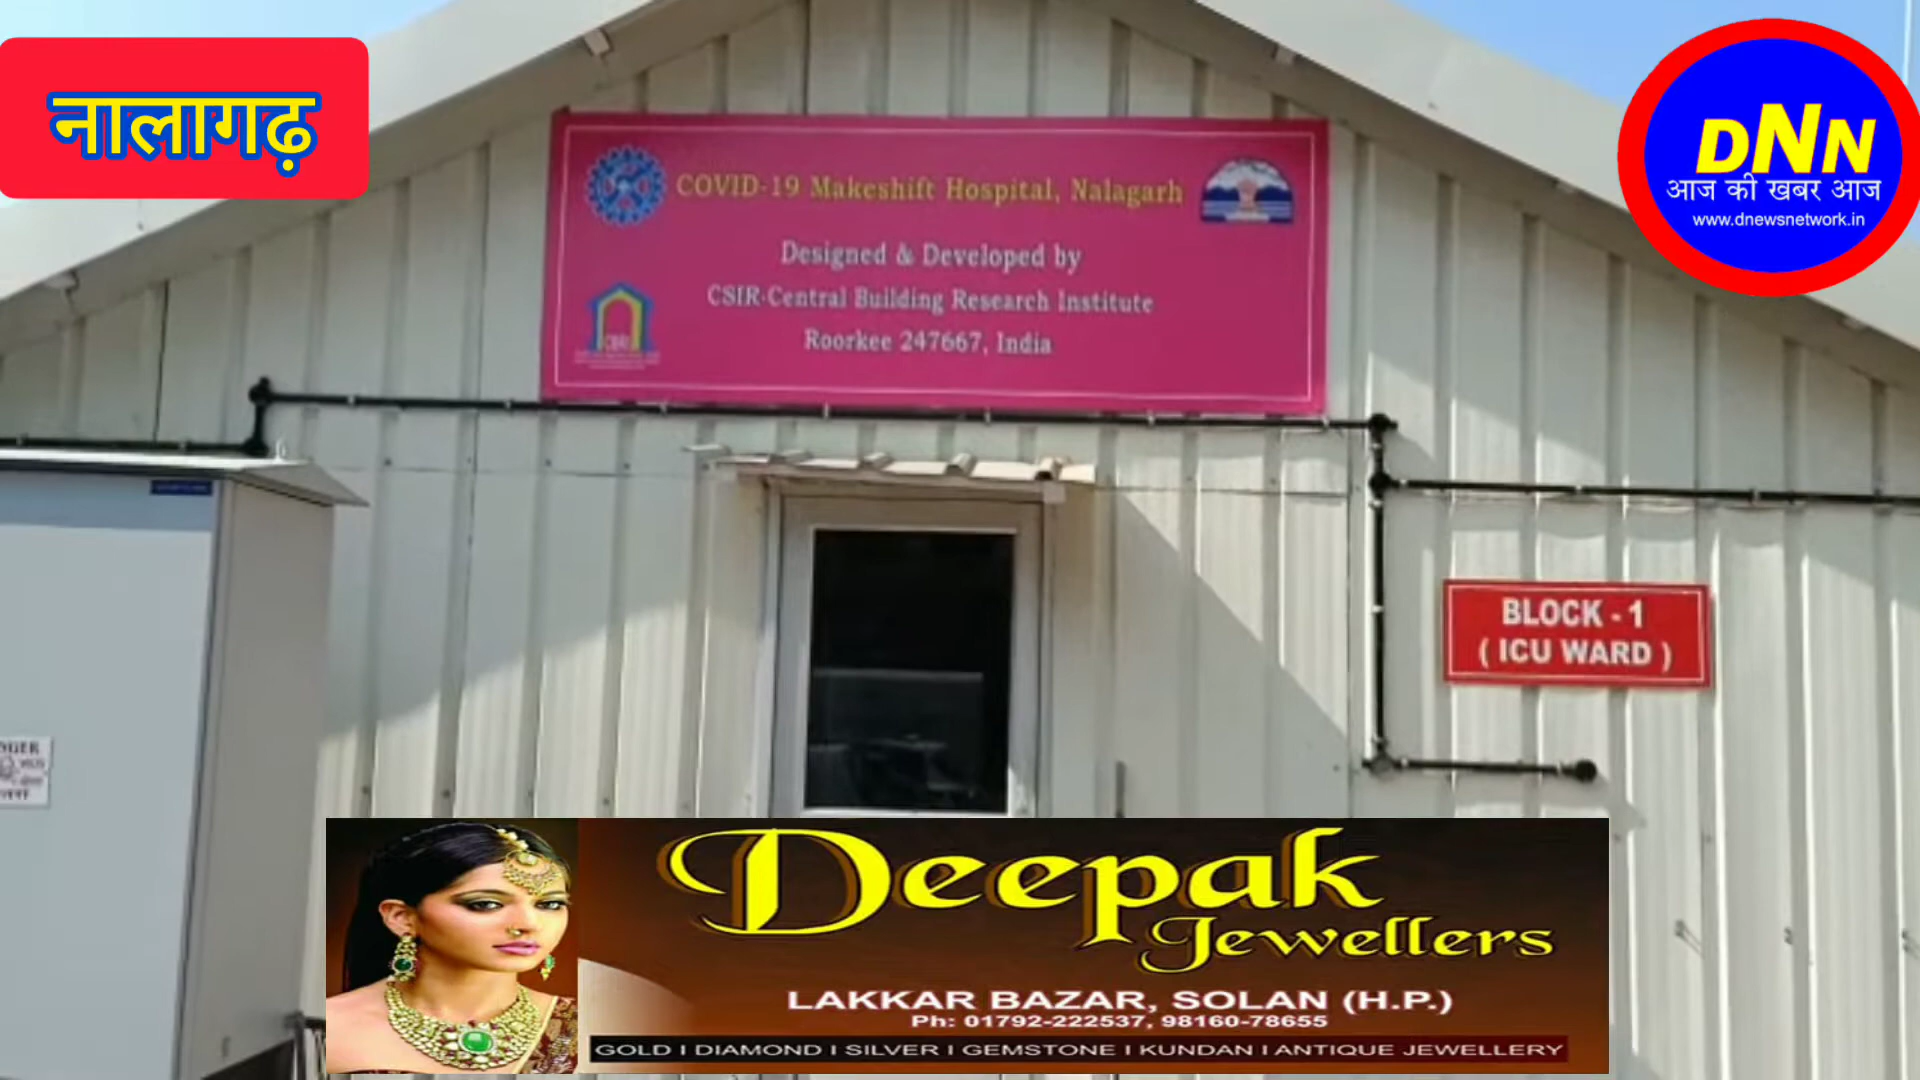 नालागढ़
COVID-19 Makeshift Hospital, Nalagarh
Designed & Developed by
CSIR-Central Building Research Institute
Roorkee 247667, India
CBRI
DNN
आज की खबर आज
www.dnewsnetwork.in
BLOCK - 1
( ICU WARD )
Deepak
Jewellers
LAKKAR BAZAR, SOLAN (H.P.)
Ph: 01792-222537, 98160-78655
GOLD I DIAMOND I SILVER I GEMSTONE I KUNDAN I ANTIQUE JEWELLERY